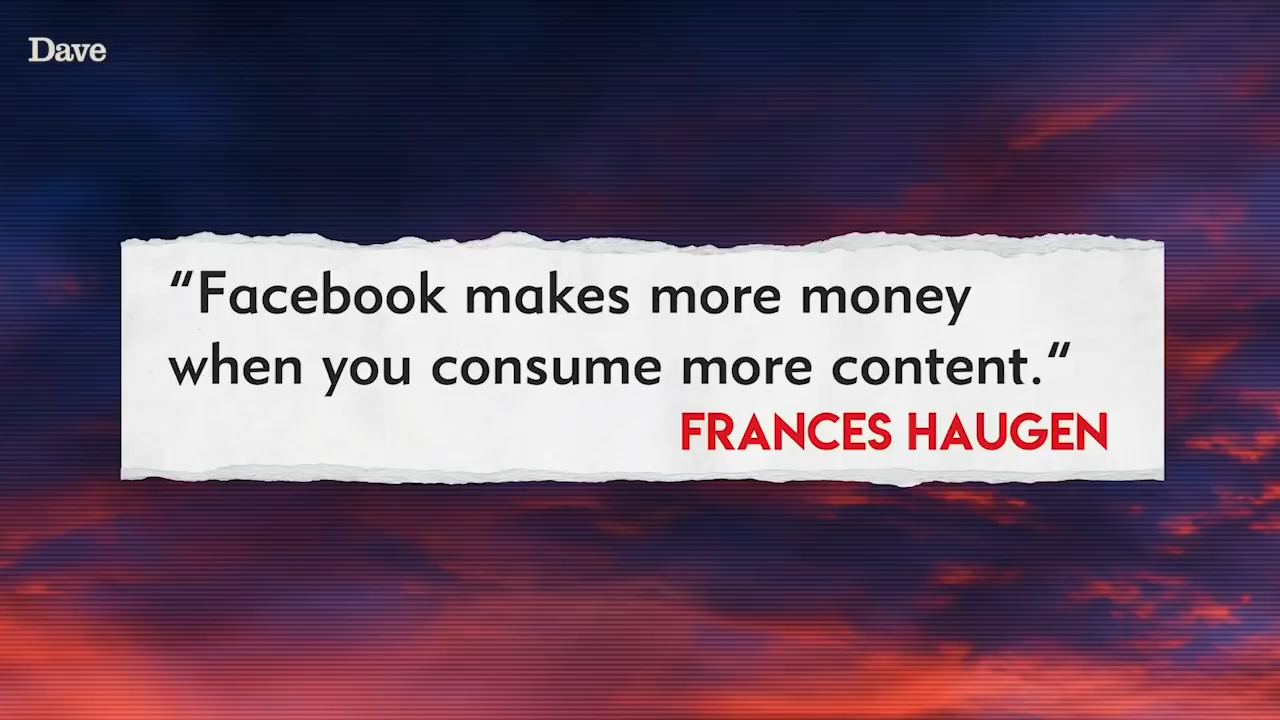 Dave
“Facebook makes more money
when you consume more content.“
FRANCES HAUGEN